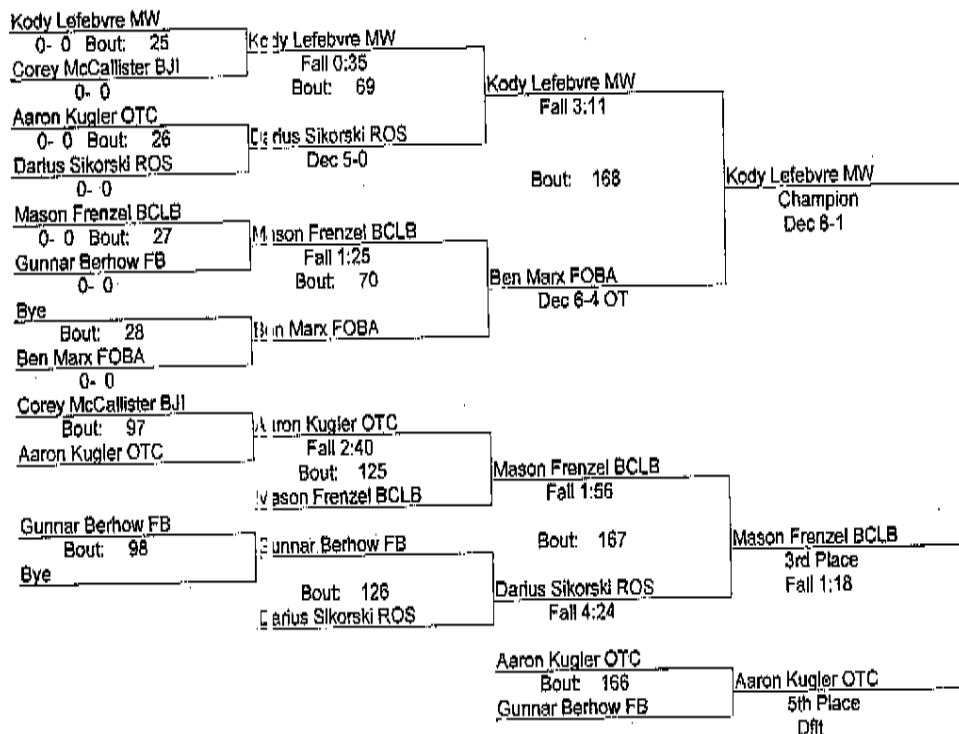 Kody Lefebvre MW
0- 0 Bout: 25
Corey McCallister BJI
0- 0
Kody Lefebvre MW
Fall 0:35
Bout: 69
Aaron Kugler OTC
0- 0 Bout: 26
Darius Sikorski ROS
0- 0
Darius Sikorski ROS
Dec 5-0
Kody Lefebvre MW
Fall 3:11
Bout: 168
Mason Frenzel BCLB
0- 0 Bout: 27
Gunnar Berhow FB
0- 0
Mason Frenzel BCLB
Fall 1:25
Bout: 70
Bye
Bout: 28
Ben Marx FOBA
0- 0
Ben Marx FOBA
Ben Marx FOBA
Dec 6-4 OT
Kody Lefebvre MW
Champion
Dec 6-1
Corey McCallister BJI
Bout: 97
Aaron Kugler OTC
Aaron Kugler OTC
Fall 2:40
Bout: 125
Mason Frenzel BCLB
Mason Frenzel BCLB
Fall 1:56
Bout: 167
Gunnar Berhow FB
Bout: 98
Bye
Gunnar Berhow FB
Bout: 126
Darius Sikorski ROS
Darius Sikorski ROS
Fall 4:24
Mason Frenzel BCLB
3rd Place
Fall 1:18
Aaron Kugler OTC
Bout: 166
Gunnar Berhow FB
Aaron Kugler OTC
5th Place
Dflt